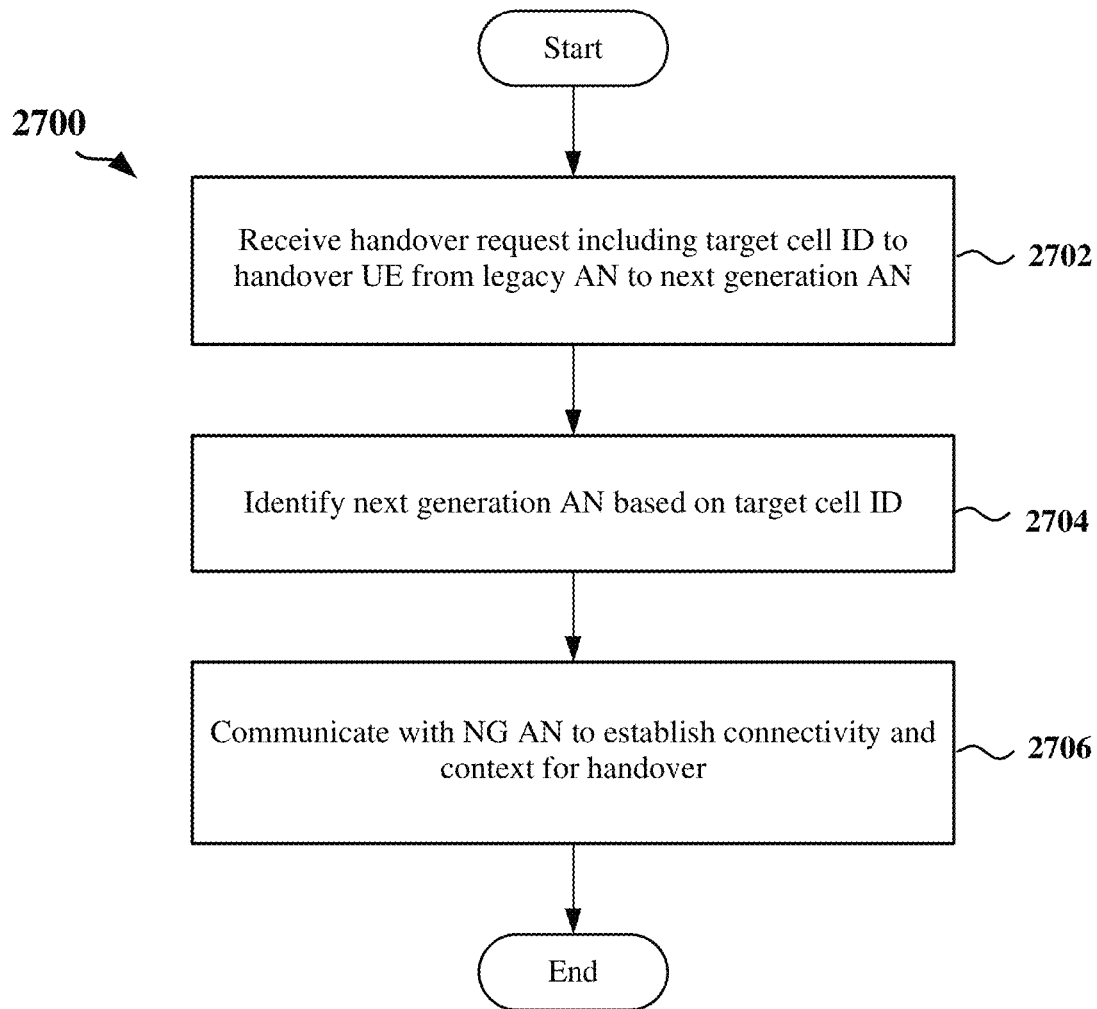 Start
2700
Receive handover request including target cell ID to
handover UE from legacy AN to next generation AN
2702
Identify next generation AN based on target cell ID
2704
Communicate with NG AN to establish connectivity and
context for handover
2706
End